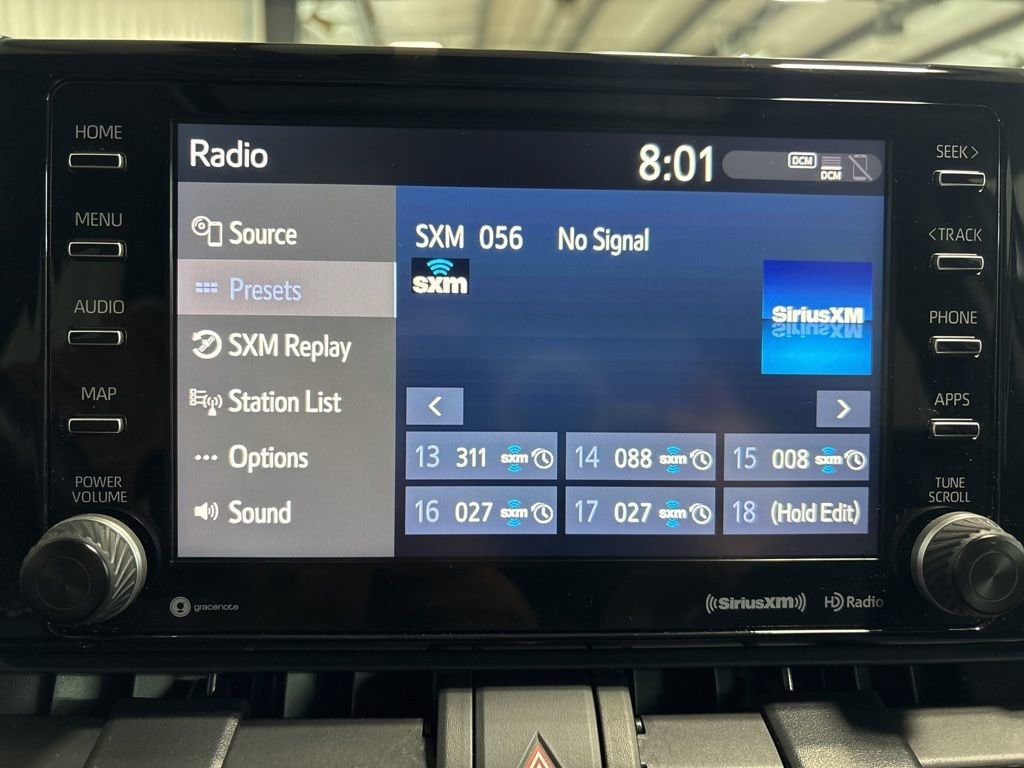 HOME
MENU
AUDIO
MAP
POWER
VOLUME
Radio
8:01
DCM
DCM
Source
Presets
SXM Replay
Station List
Options
Sound
SXM 056 No Signal
sxm
SiriusXM
<
>
13 311 sxm
14 088 sxm
15 008 sxm
16 027 sxm
17 027 sxm
18 (Hold Edit)
SEEK>
<TRACK
PHONE
APPS
TUNE
SCROLL
gracenote
((SiriusXM))
HD Radio